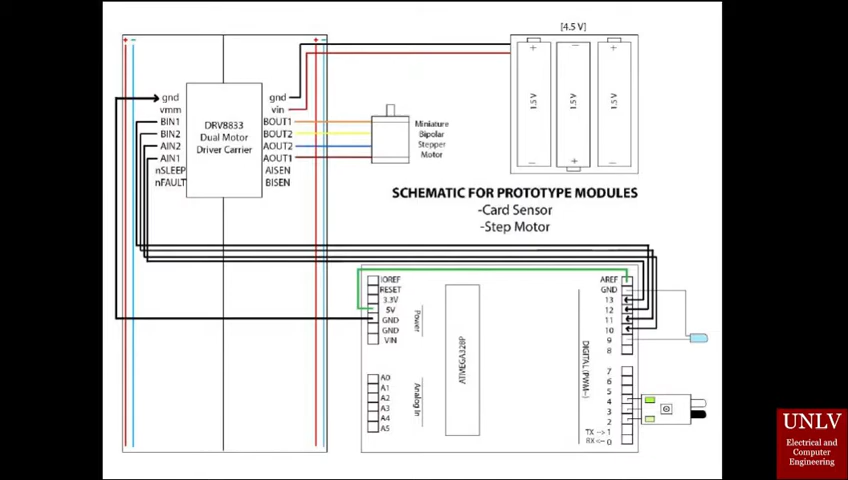 [4.5 V]
+ - + -
gnd
vmm
BIN1
BIN2
AIN2
AIN1
nSLEEP
nFAULT
DRV8833
Dual Motor
Driver Carrier
gnd
vin
BOUT1
BOUT2
AOUT2
AOUT1
AISEN
BISEN
Miniature
Bipolar
Stepper
Motor
+ - +
1.5 V 1.5 V 1.5 V
- + -
SCHEMATIC FOR PROTOTYPE MODULES
-Card Sensor
-Step Motor
IOREF
RESET
3.3V
5V
GND
GND
VIN
Power
A0
A1
A2
A3
A4
A5
Analog In
ATMEGA328P
DIGITAL (PWM~)
AREF
GND
13
12
11
10
9
8
7
6
5
4
3
2
TX --> 1
RX <-- 0
+ - + -
UNLV
Electrical and
Computer
Engineering